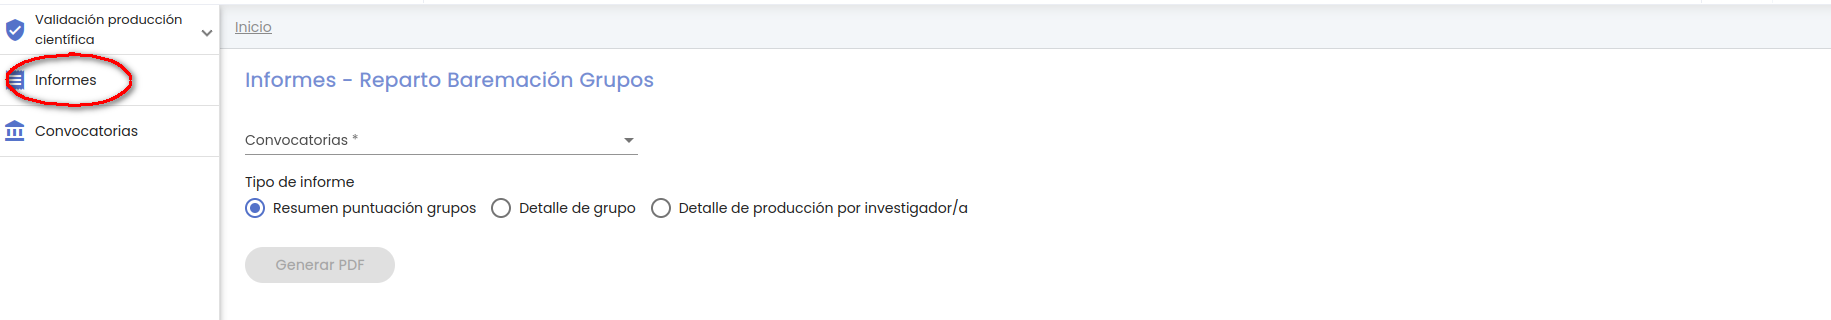 Validación producción
científica
Informes
Convocatorias
Inicio
Informes - Reparto Baremación Grupos
Convocatorias *
Tipo de informe
Resumen puntuación grupos Detalle de grupo Detalle de producción por investigador/a
Generar PDF